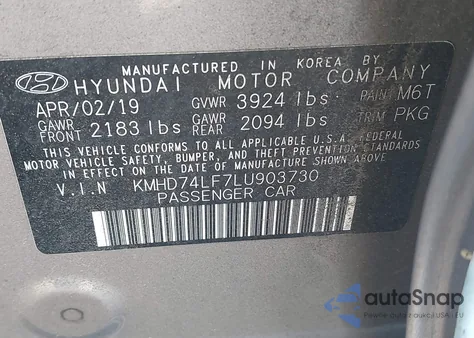 MANUFACTURED IN KOREA BY
HYUNDAI MOTOR COMPANY
APR/02/19 GVWR 3924 lbs PAINT M6T
GAWR FRONT 2183 lbs GAWR REAR 2094 lbs TRIM PKG
THIS VEHICLE CONFORMS TO ALL APPLICABLE U.S.A. FEDERAL
MOTOR VEHICLE SAFETY, BUMPER, AND THEFT PREVENTION STANDARDS
IN EFFECT ON THE DATE OF MANUFACTURE SHOWN ABOVE.
V.I.N KMHD74LF7LU903730
PASSENGER CAR
autoSnap